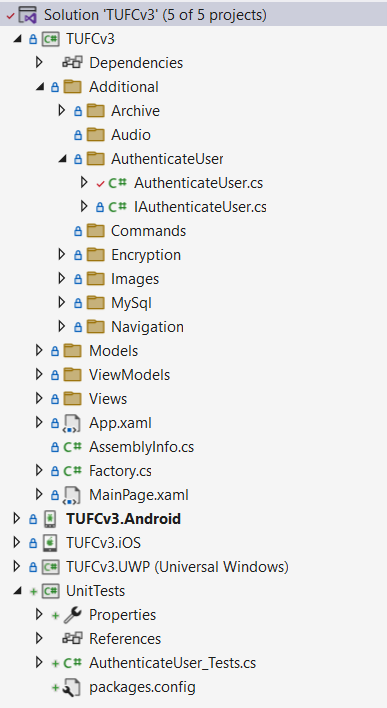 Solution 'TUFCv3' (5 of 5 projects)
TUFCv3
Dependencies
Additional
Archive
Audio
AuthenticateUser
AuthenticateUser.cs
IAuthenticateUser.cs
Commands
Encryption
Images
MySql
Navigation
Models
ViewModels
Views
App.xaml
AssemblyInfo.cs
Factory.cs
MainPage.xaml
TUFCv3.Android
TUFCv3.iOS
TUFCv3.UWP (Universal Windows)
UnitTests
Properties
References
AuthenticateUser_Tests.cs
packages.config